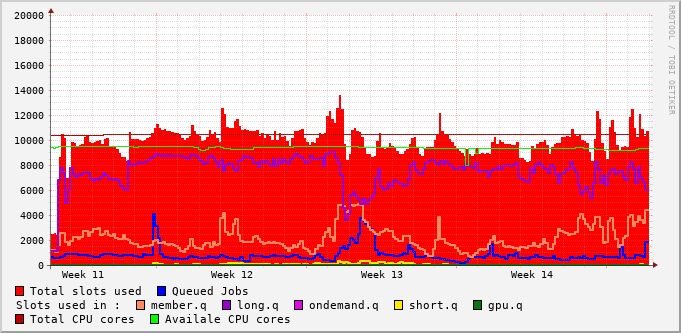 20000
18000
16000
14000
12000
10000
8000
6000
4000
2000
0
Week 11 Week 12 Week 13 Week 14
RRDTOOL / TOBI OETIKER
Total slots used Queued Jobs
Slots used in : member.q long.q ondemand.q short.q gpu.q
Total CPU cores Availale CPU cores